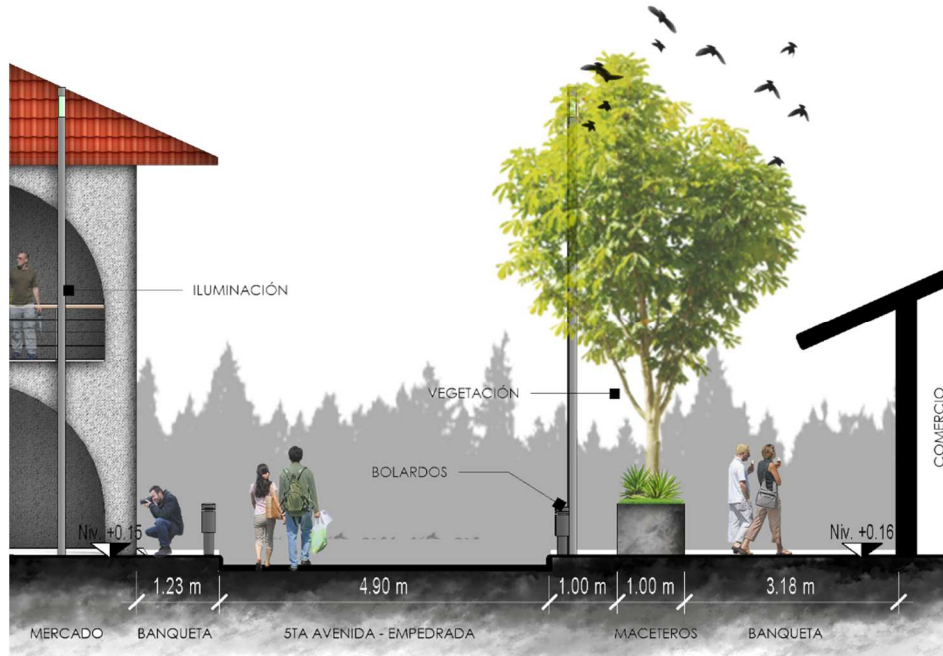 ILUMINACIÓN
VEGETACIÓN
COMERCIO
BOLARDOS
Niv. +0.15
Niv. +0.16
1.23 m 4.90 m 1.00 m 1.00 m 3.18 m
MERCADO BANQUETA 5TA AVENIDA - EMPEDRADA MACETEROS BANQUETA